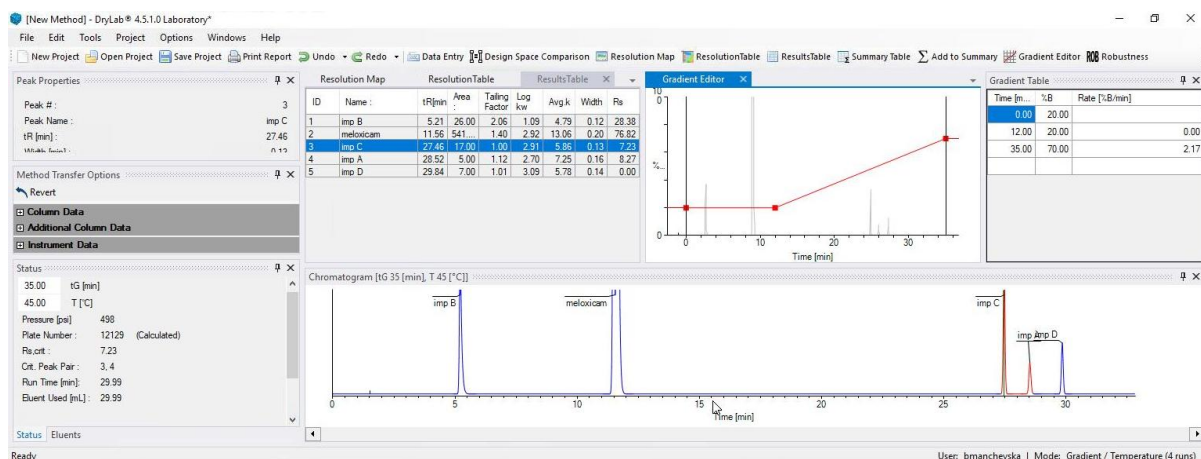 [New Method] - DryLab® 4.5.1.0 Laboratory*
File Edit Tools Project Options Windows Help
New Project Open Project Save Project Print Report Undo Redo Data Entry Design Space Comparison Resolution Map ResolutionTable ResultsTable Summary Table Add to Summary Gradient Editor ROB Robustness
Peak Properties
Peak # : 3
Peak Name : imp C
tR [min] : 27.46
Width [min] : 0.13
Method Transfer Options
Revert
Column Data
Additional Column Data
Instrument Data
Status
35.00 tG [min]
45.00 T [°C]
Pressure [psi] 498
Plate Number : 12129 (Calculated)
Rs,crit : 7.23
Crit. Peak Pair : 3, 4
Run Time [min]: 29.99
Eluent Used [mL] : 29.99
Status Eluents
Resolution Map ResolutionTable ResultsTable
ID Name : tR[min Area : Tailing Factor Log kw Avg.k Width Rs
1 imp B 5.21 26.00 2.06 1.09 4.79 0.12 28.38
2 meloxicam 11.56 541.... 1.40 2.92 13.06 0.20 76.82
3 imp C 27.46 17.00 1.00 2.91 5.86 0.13 7.23
4 imp A 28.52 5.00 1.12 2.70 7.25 0.16 8.27
5 imp D 29.84 7.00 1.01 3.09 5.78 0.14 0.00
Gradient Editor
10
0
%...
0
0 10 20 30
Time [min]
Gradient Table
Time [m... %B Rate [%B/min]
0.00 20.00
12.00 20.00 0.00
35.00 70.00 2.17
Chromatogram [tG 35 [min], T 45 [°C]]
imp B meloxicam imp C
imp A imp D
0 5 10 15 20 25 30
Time [min]
Ready
User: bmanchevska | Mode: Gradient / Temperature (4 runs)